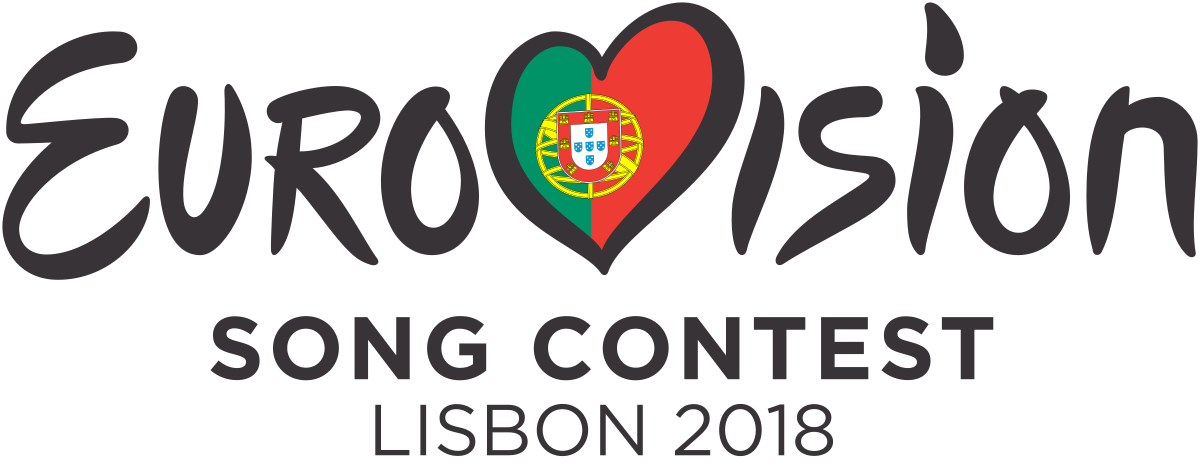 EUROVISION
SONG CONTEST
LISBON 2018